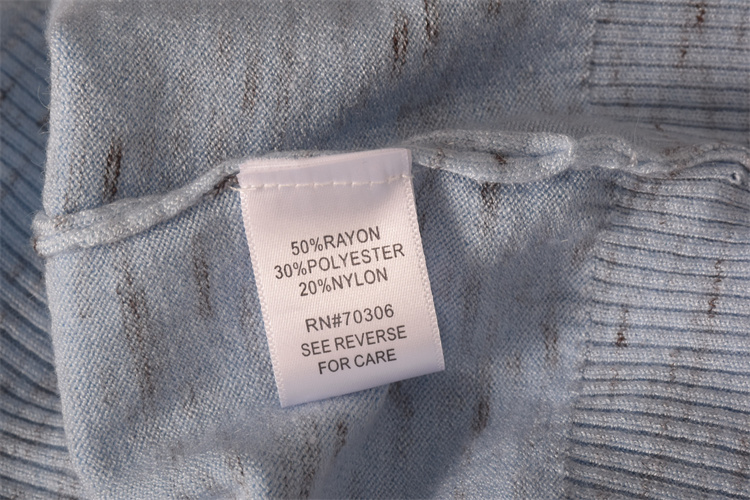 50%RAYON
30%POLYESTER
20%NYLON
RN#70306
SEE REVERSE
FOR CARE